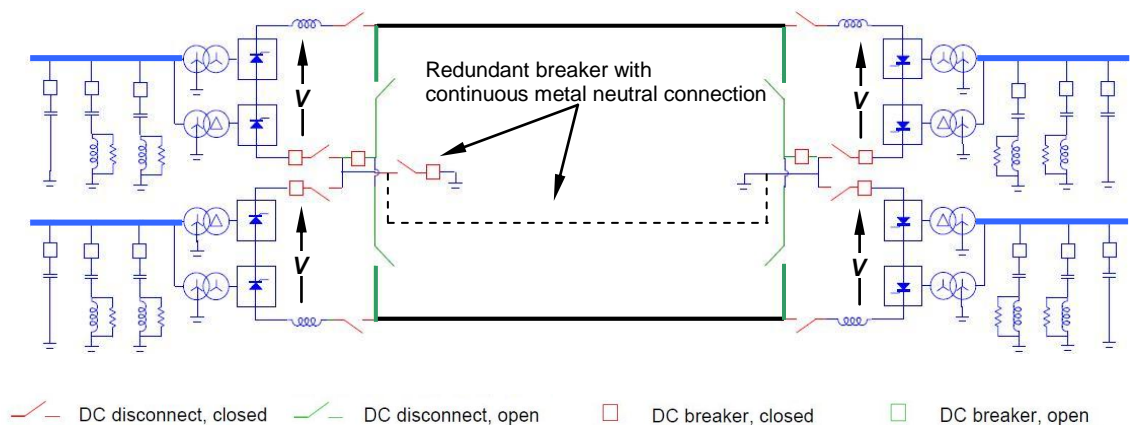 Redundant breaker with
continuous metal neutral connection
V
V
V
V
DC disconnect, closed
DC disconnect, open
DC breaker, closed
DC breaker, open